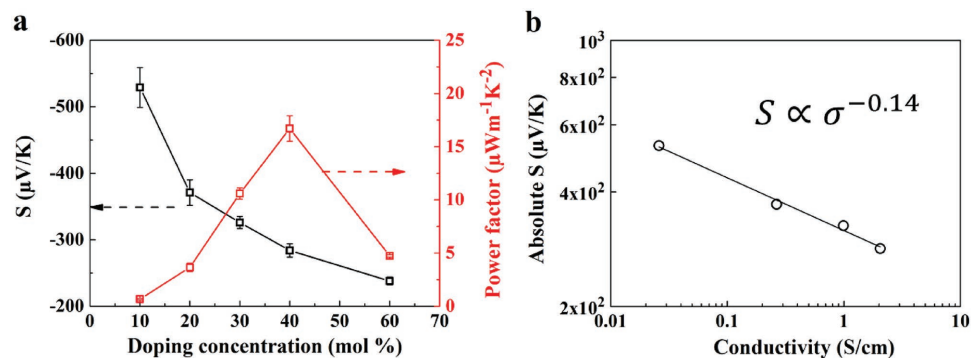 a
-600
-500
-400
-300
-200
S (μV/K)
0 10 20 30 40 50 60 70
Doping concentration (mol %)
25
20
15
10
5
0
Power factor (μWm⁻¹K⁻²)
b
10³
8x10²
6x10²
4x10²
2x10²
Absolute S (μV/K)
S ∝ σ⁻⁰·¹⁴
0.01 0.1 1 10
Conductivity (S/cm)